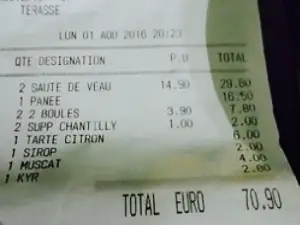 TERASSE
LUN 01 AOU 2016 20:23
QTE DESIGNATION P.U TOTAL
2 SAUTE DE VEAU 14.90 29.80
1 PANEE 16.50
2 2 BOULES 3.90 7.80
2 SUPP CHANTILLY 1.00 2.00
1 TARTE CITRON 6.00
1 SIROP 2.00
1 MUSCAT 4.00
1 KYR 2.80
TOTAL EURO 70.90